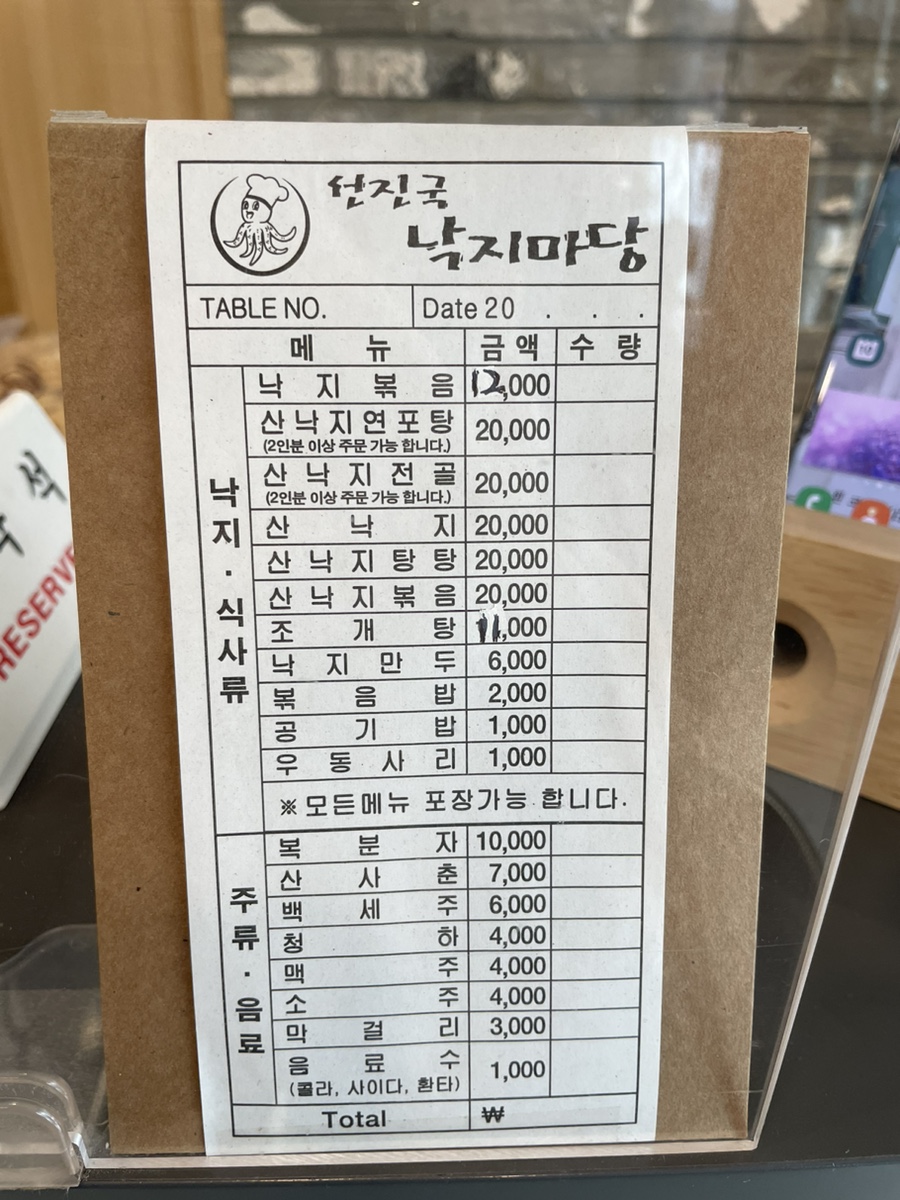 선진국
낙지마당
TABLE NO. Date 20 . . .
메 뉴 금 액 수 량
낙지·식사류
낙 지 볶 음 12,000
산낙지연포탕 20,000
(2인분 이상 주문 가능 합니다.)
산 낙 지 전 골 20,000
(2인분 이상 주문 가능 합니다.)
산 낙 지 20,000
산 낙 지 탕 탕 20,000
산 낙 지 볶 음 20,000
조 개 탕 11,000
낙 지 만 두 6,000
볶 음 밥 2,000
공 기 밥 1,000
우 동 사 리 1,000
※모든메뉴 포장가능 합니다.
주류·음료
복 분 자 10,000
산 사 춘 7,000
백 세 주 6,000
청 하 4,000
맥 주 4,000
소 주 4,000
막 걸 리 3,000
음 료 수 1,000
(콜라, 사이다, 환타)
Total ₩
석
RESERVE